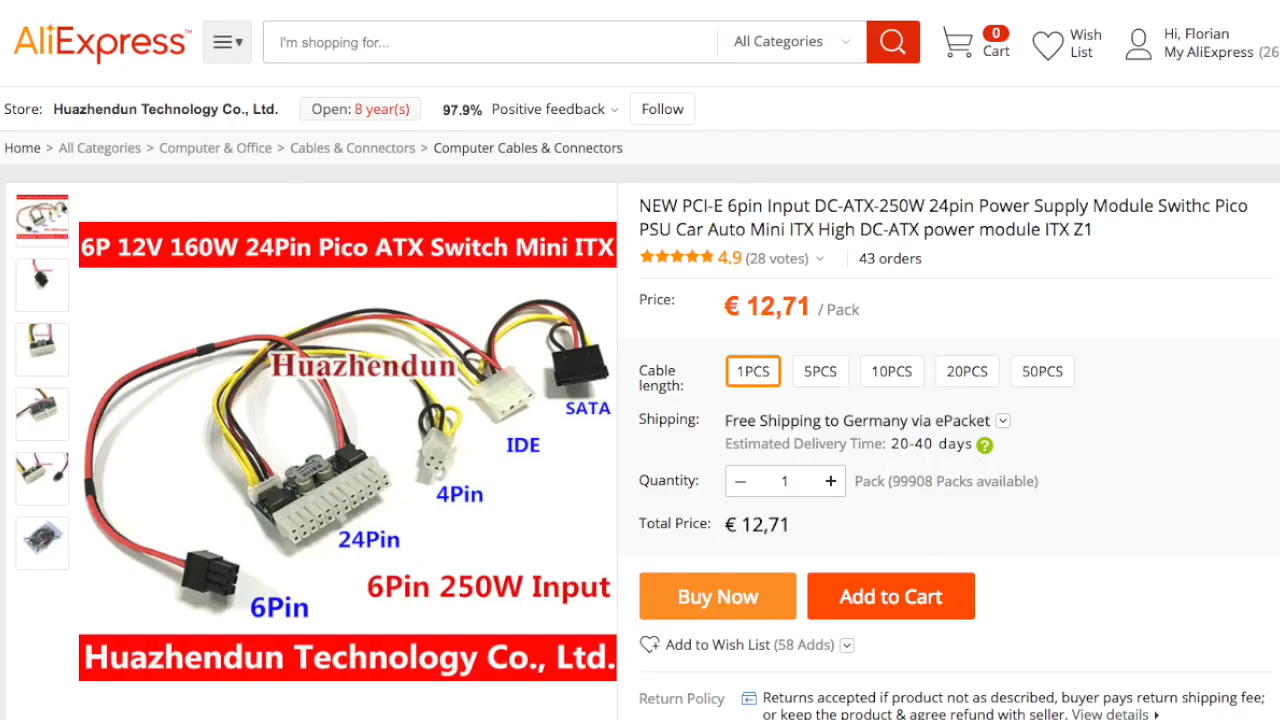 AliExpress™
I'm shopping for...
All Categories
0
Cart
Wish
List
Hi, Florian
My AliExpress (26
Store: Huazhendun Technology Co., Ltd. Open: 8 year(s) 97.9% Positive feedback Follow
Home > All Categories > Computer & Office > Cables & Connectors > Computer Cables & Connectors
6P 12V 160W 24Pin Pico ATX Switch Mini ITX
Huazhendun
SATA
IDE
4Pin
24Pin
6Pin 250W Input
6Pin
Huazhendun Technology Co., Ltd.
NEW PCI-E 6pin Input DC-ATX-250W 24pin Power Supply Module Swithc Pico
PSU Car Auto Mini ITX High DC-ATX power module ITX Z1
4.9 (28 votes) 43 orders
Price: € 12,71 / Pack
Cable
length:
1PCS 5PCS 10PCS 20PCS 50PCS
Shipping: Free Shipping to Germany via ePacket
Estimated Delivery Time: 20-40 days ?
Quantity: – 1 + Pack (99908 Packs available)
Total Price: € 12,71
Buy Now Add to Cart
Add to Wish List (58 Adds)
Return Policy Returns accepted if product not as described, buyer pays return shipping fee;
or keep the product & agree refund with seller. View details